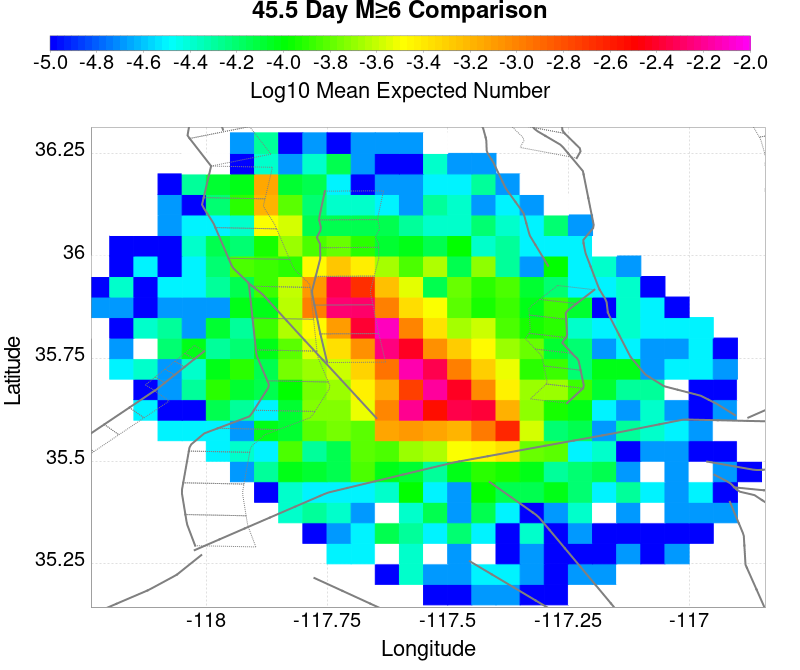 45.5 Day M≥6 Comparison
-5.0 -4.8 -4.6 -4.4 -4.2 -4.0 -3.8 -3.6 -3.4 -3.2 -3.0 -2.8 -2.6 -2.4 -2.2 -2.0
Log10 Mean Expected Number
36.25
36
35.75
35.5
35.25
Latitude
-118 -117.75 -117.5 -117.25 -117
Longitude